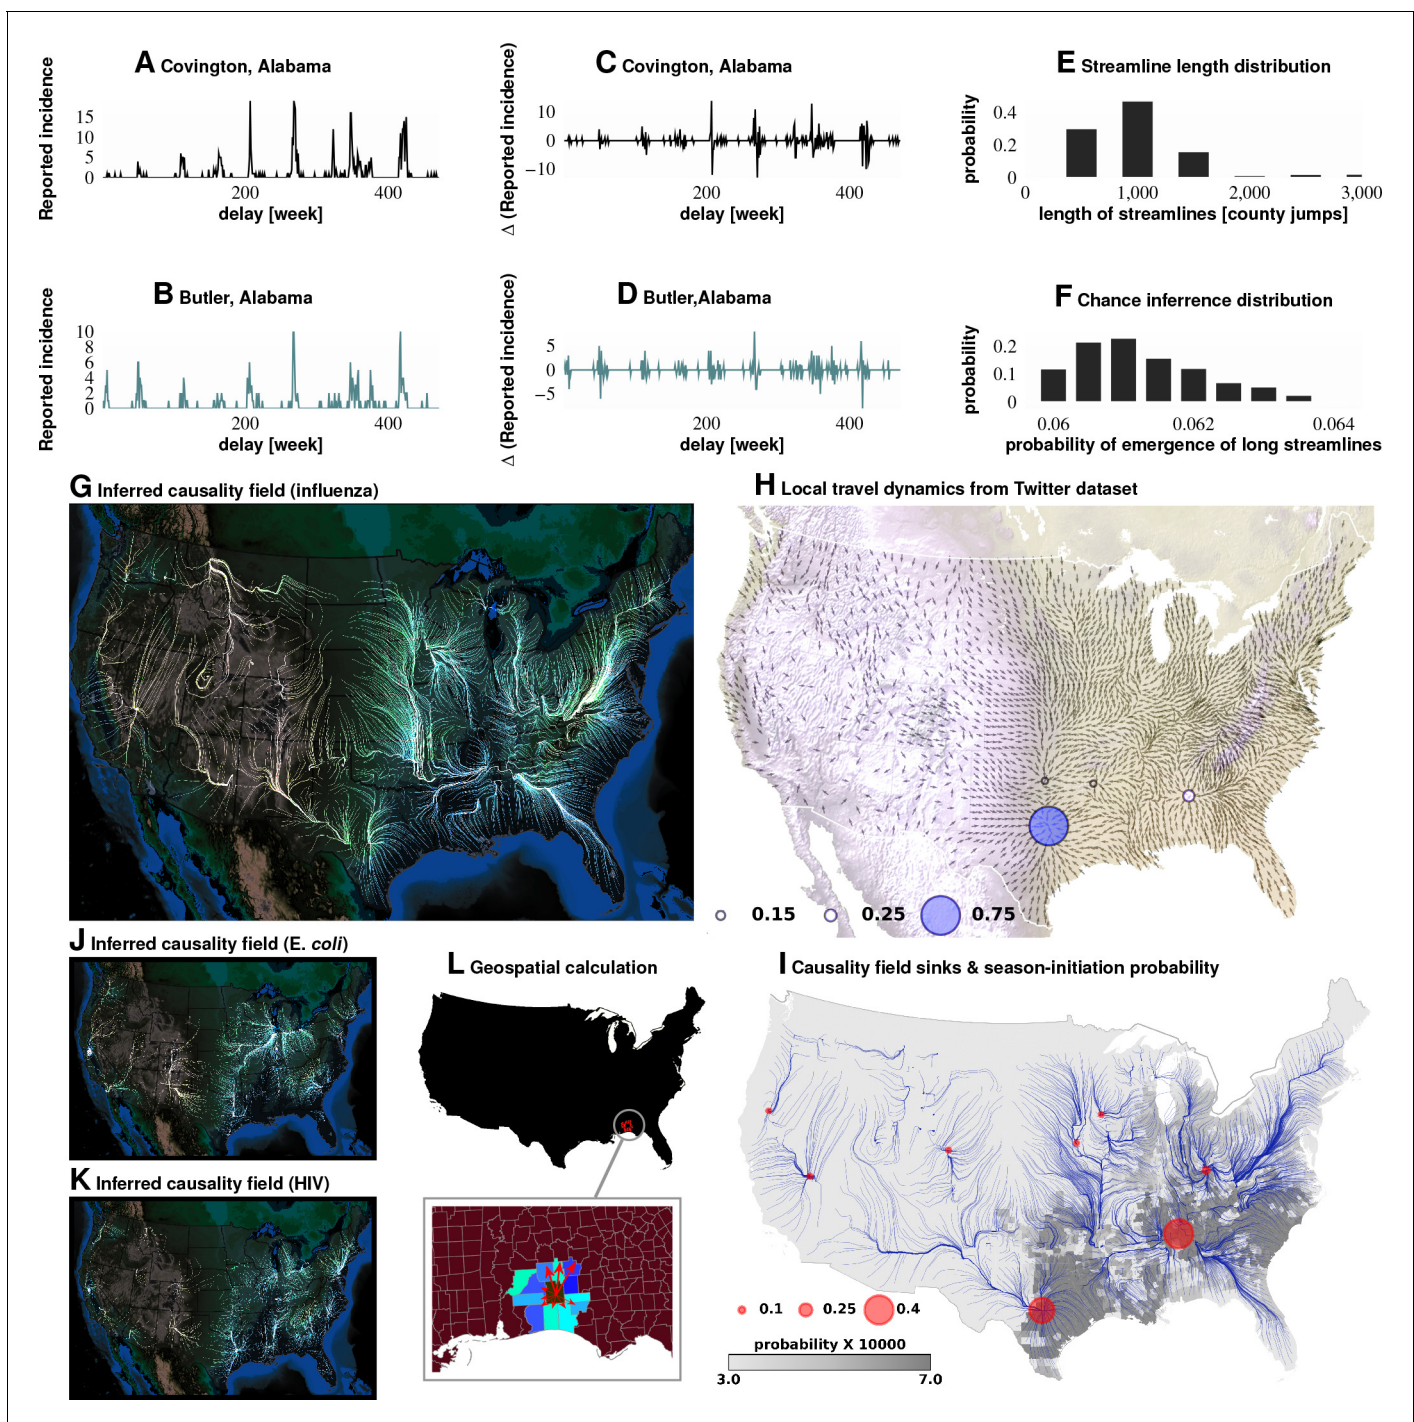 A Covington, Alabama
Reported incidence
15
10
5
0
200
400
delay [week]
C Covington, Alabama
Δ (Reported incidence)
10
0
−10
200
400
delay [week]
E Streamline length distribution
probability
0.4
0.2
0
0
1,000
2,000
3,000
length of streamlines [county jumps]
B Butler, Alabama
Reported incidence
10
8
6
4
2
0
200
400
delay [week]
D Butler,Alabama
Δ (Reported incidence)
5
0
−5
200
400
delay [week]
F Chance inferrence distribution
probability
0.2
0.1
0
0.06
0.062
0.064
probability of emergence of long streamlines
G Inferred causality field (influenza)
H Local travel dynamics from Twitter dataset
0.15
0.25
0.75
J Inferred causality field (E. coli)
L Geospatial calculation
I Causality field sinks & season-initiation probability
K Inferred causality field (HIV)
0.1
0.25
0.4
probability X 10000
3.0
7.0